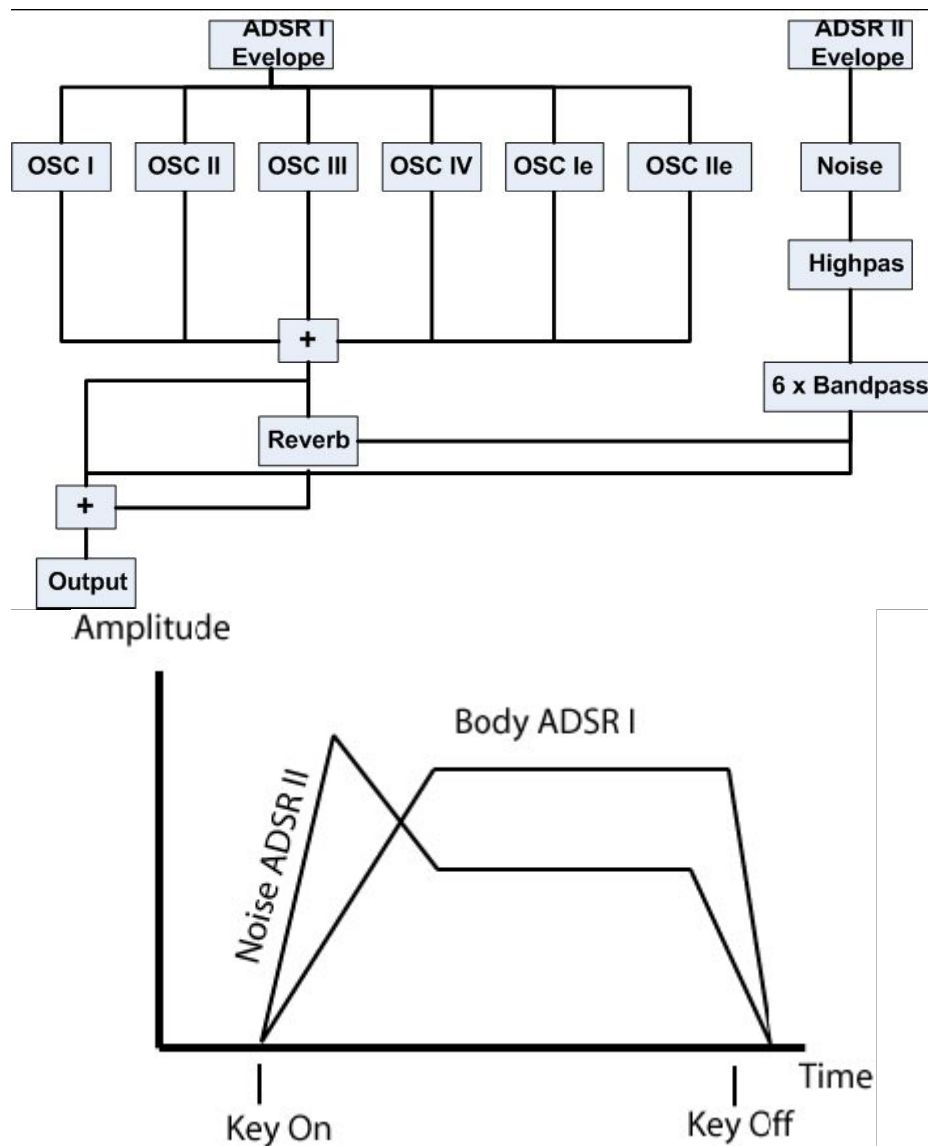 ADSR I
Evelope
ADSR II
Evelope
OSC I
OSC II
OSC III
OSC IV
OSC Ie
OSC IIe
Noise
Highpas
+
6 x Bandpass
Reverb
+
Output
Amplitude
Body ADSR I
Noise ADSR II
Time
Key On
Key Off